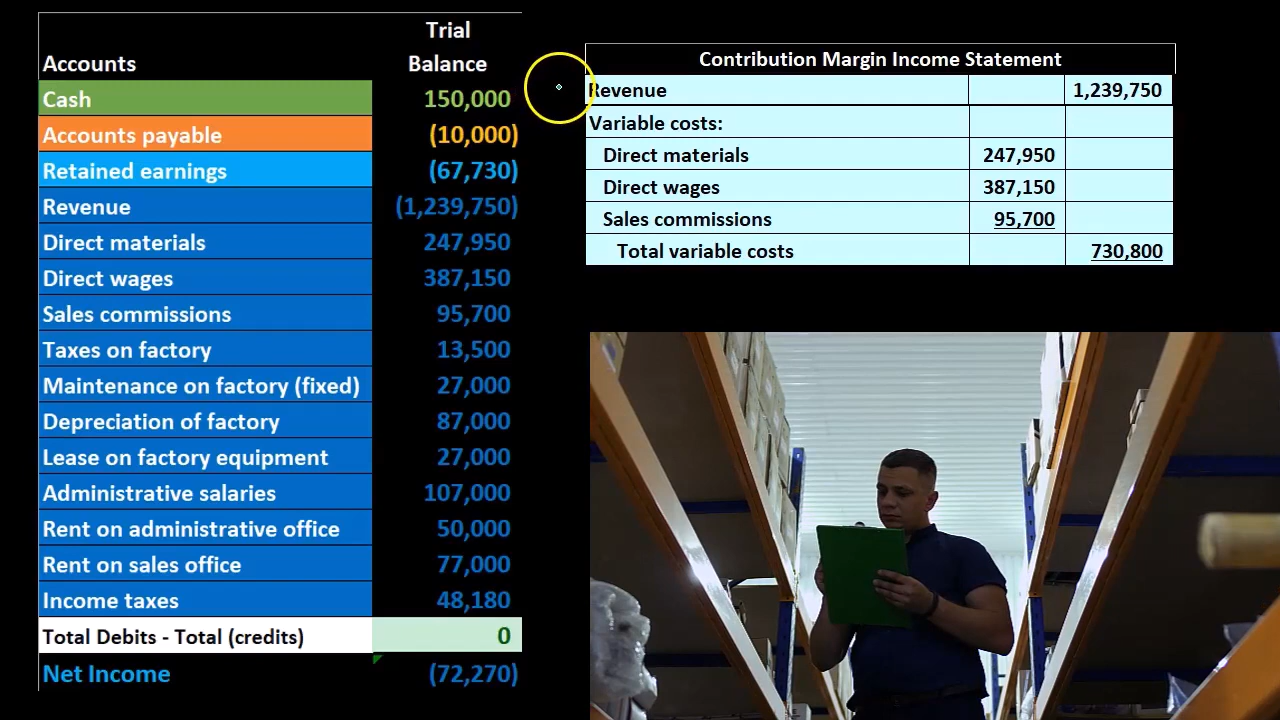 Accounts Trial Balance
Cash 150,000
Accounts payable (10,000)
Retained earnings (67,730)
Revenue (1,239,750)
Direct materials 247,950
Direct wages 387,150
Sales commissions 95,700
Taxes on factory 13,500
Maintenance on factory (fixed) 27,000
Depreciation of factory 87,000
Lease on factory equipment 27,000
Administrative salaries 107,000
Rent on administrative office 50,000
Rent on sales office 77,000
Income taxes 48,180
Total Debits - Total (credits) 0
Net Income (72,270)
Contribution Margin Income Statement
Revenue 1,239,750
Variable costs:
Direct materials 247,950
Direct wages 387,150
Sales commissions 95,700
Total variable costs 730,800